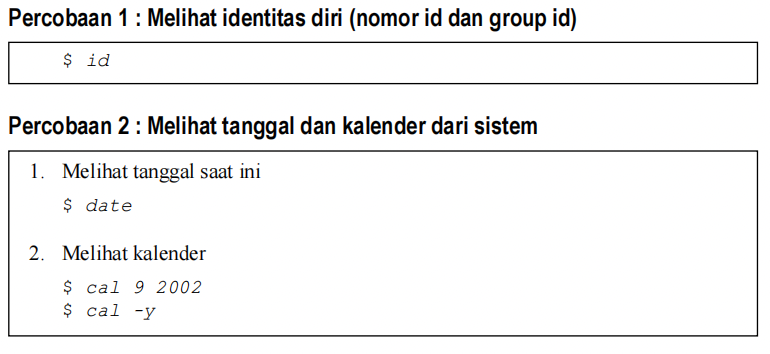 Percobaan 1 : Melihat identitas diri (nomor id dan group id)
$ id
Percobaan 2 : Melihat tanggal dan kalender dari sistem
1. Melihat tanggal saat ini
$ date
2. Melihat kalender
$ cal 9 2002
$ cal -y